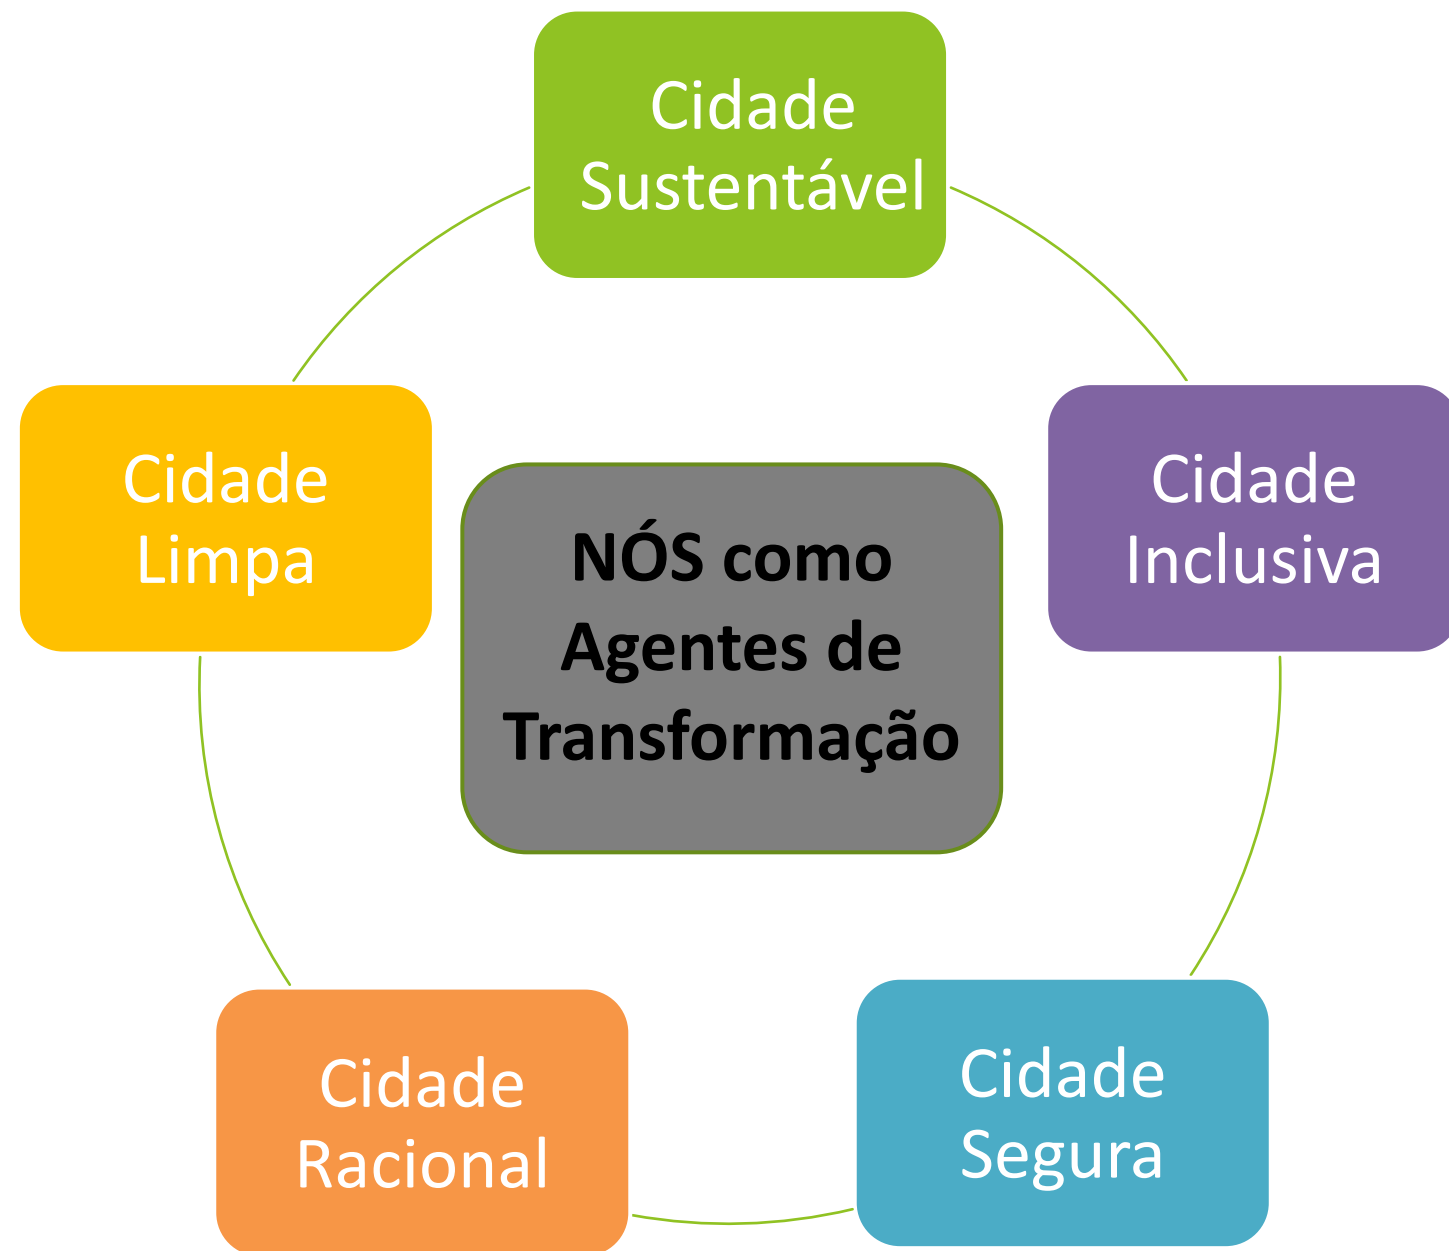 Cidade
Sustentável
Cidade
Limpa
Cidade
Inclusiva
NÓS como
Agentes de
Transformação
Cidade
Racional
Cidade
Segura